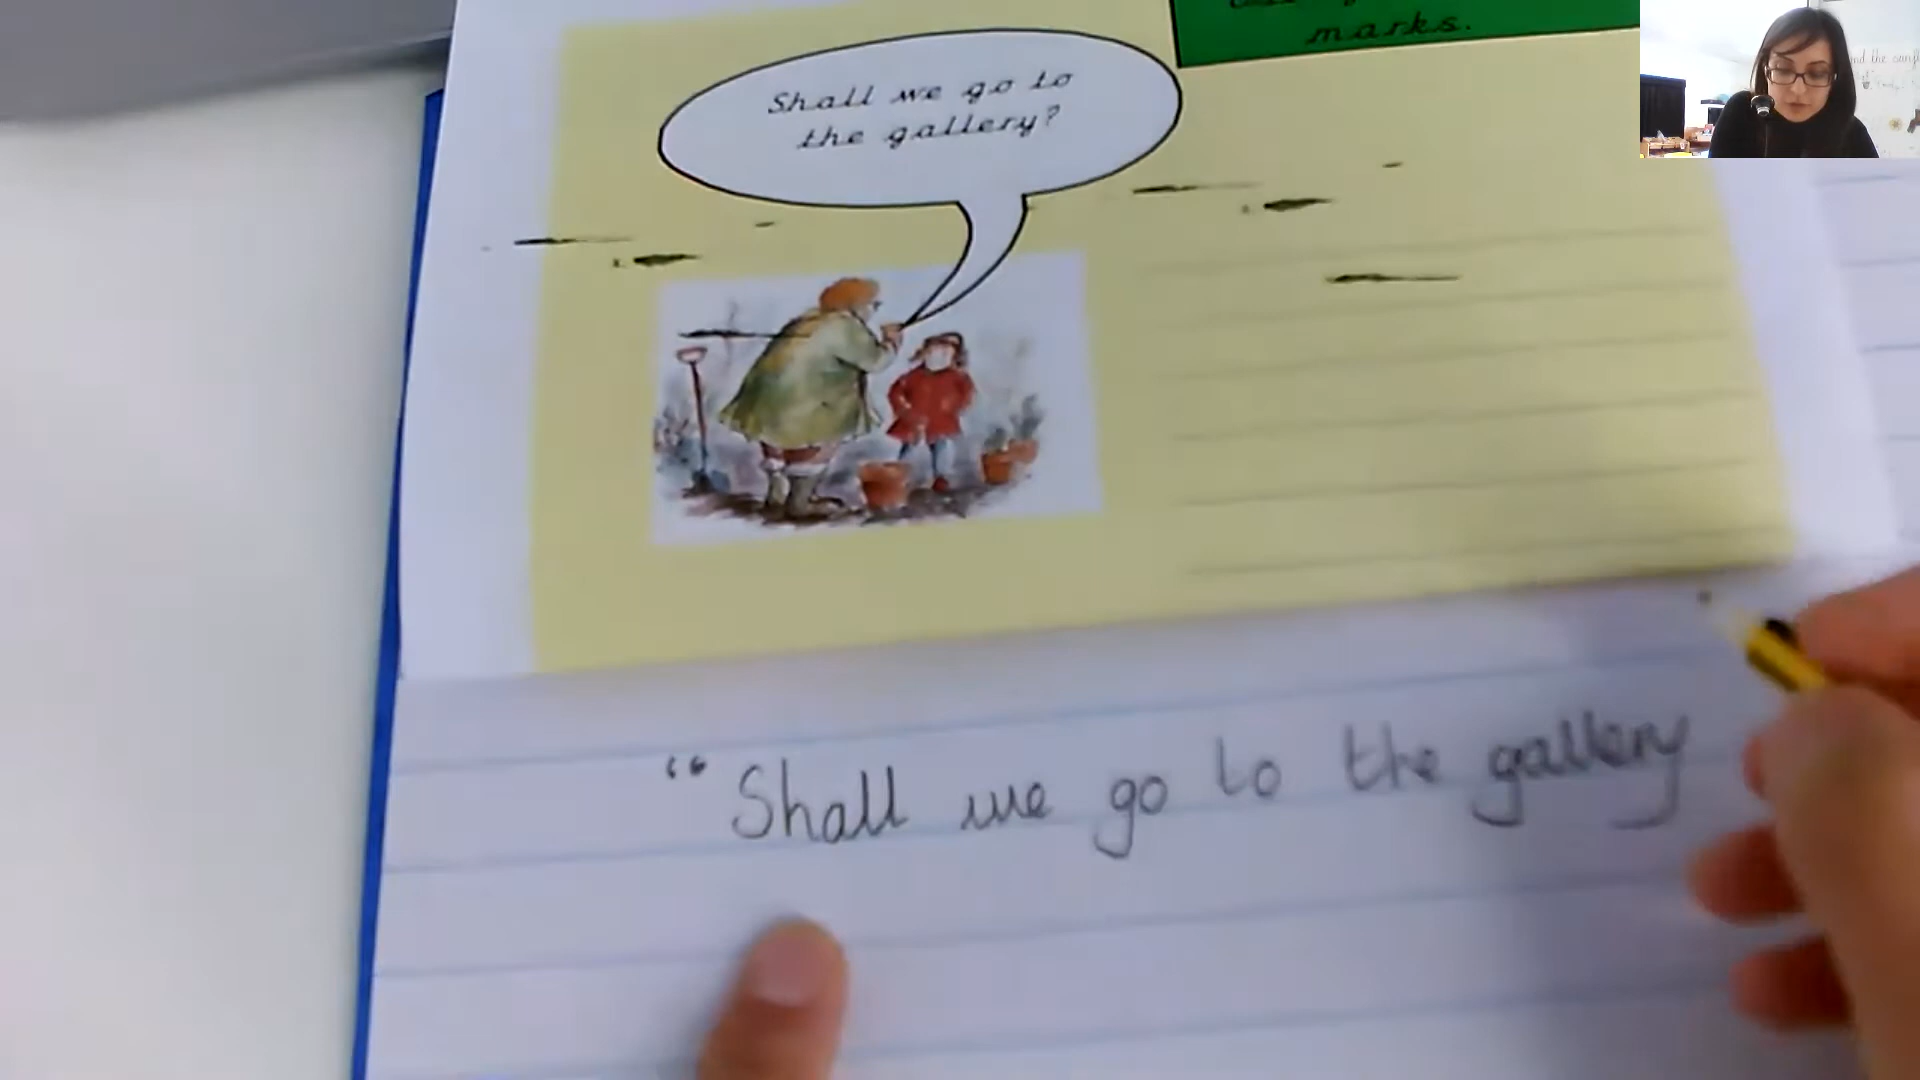 marks.
Shall we go to
the gallery?
“Shall we go to the gallery